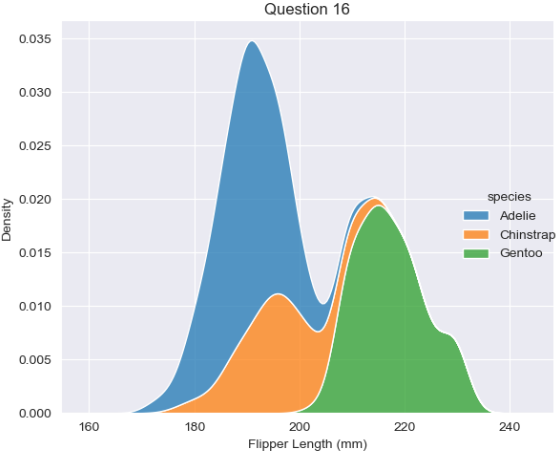 Question 16
0.035
0.030
0.025
0.020
0.015
0.010
0.005
0.000
Density
160 180 200 220 240
Flipper Length (mm)
species
Adelie
Chinstrap
Gentoo